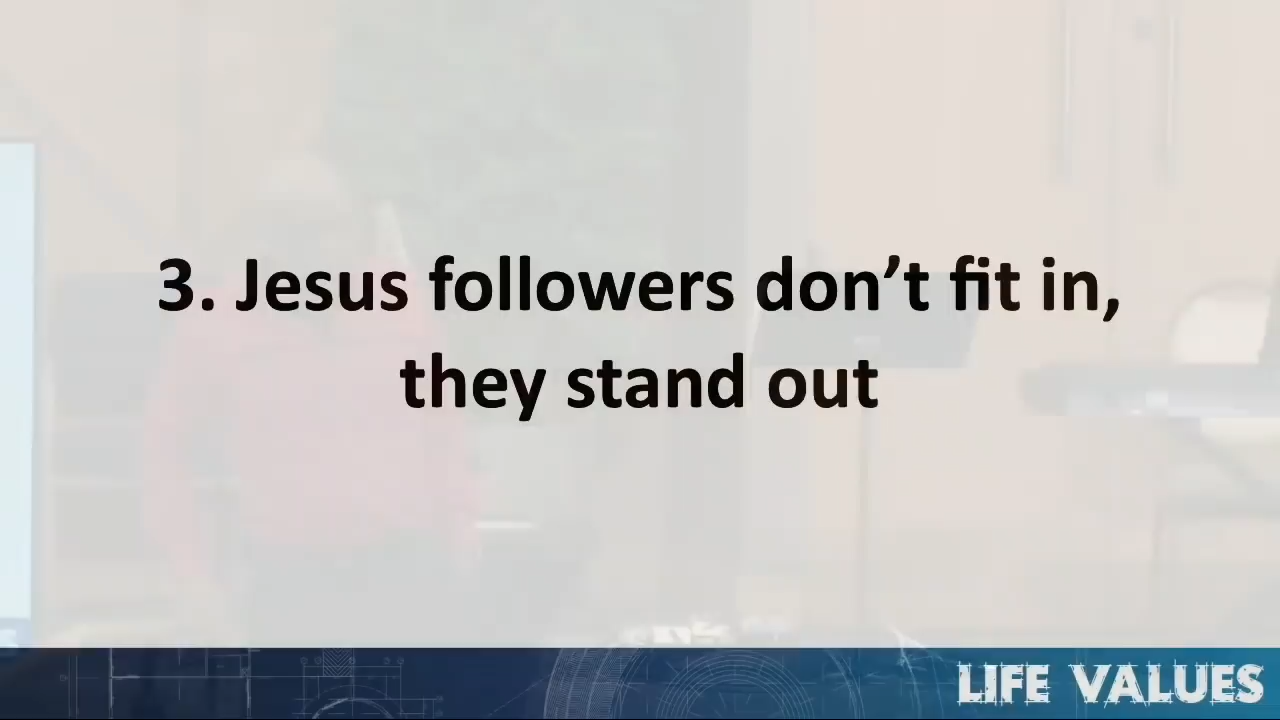 3. Jesus followers don’t fit in,
they stand out
LIFE VALUES